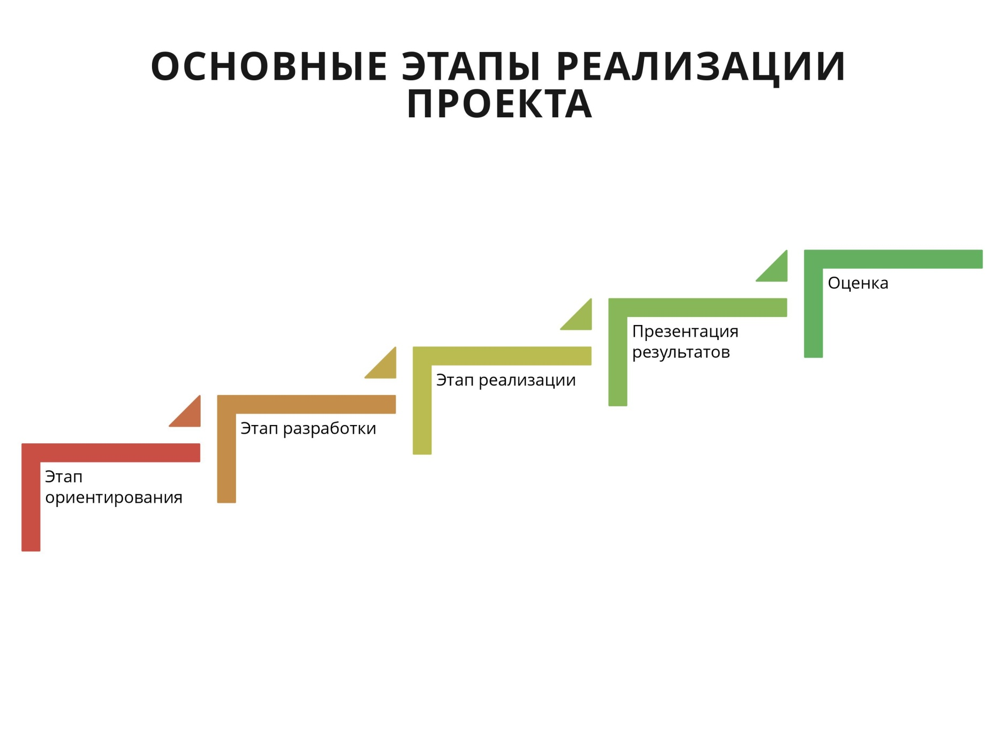 ОСНОВНЫЕ ЭТАПЫ РЕАЛИЗАЦИИ
ПРОЕКТА
Этап
ориентирования
Этап разработки
Этап реализации
Презентация
результатов
Оценка